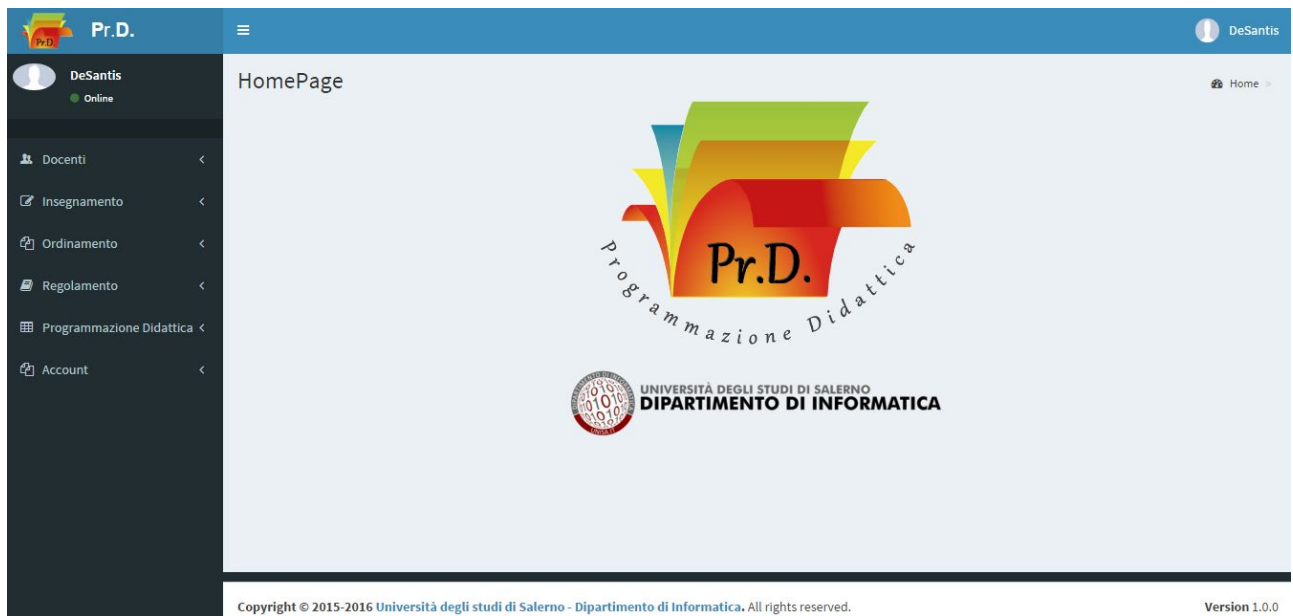 Pr.D.
Pr.D.
DeSantis
DeSantis
Online
HomePage
Home >
Docenti
Insegnamento
Ordinamento
Regolamento
Programmazione Didattica
Account
Pr.D.
Programmazione Didattica
UNIVERSITÀ DEGLI STUDI DI SALERNO
DIPARTIMENTO DI INFORMATICA
Copyright © 2015-2016 Università degli studi di Salerno - Dipartimento di Informatica. All rights reserved.
Version 1.0.0